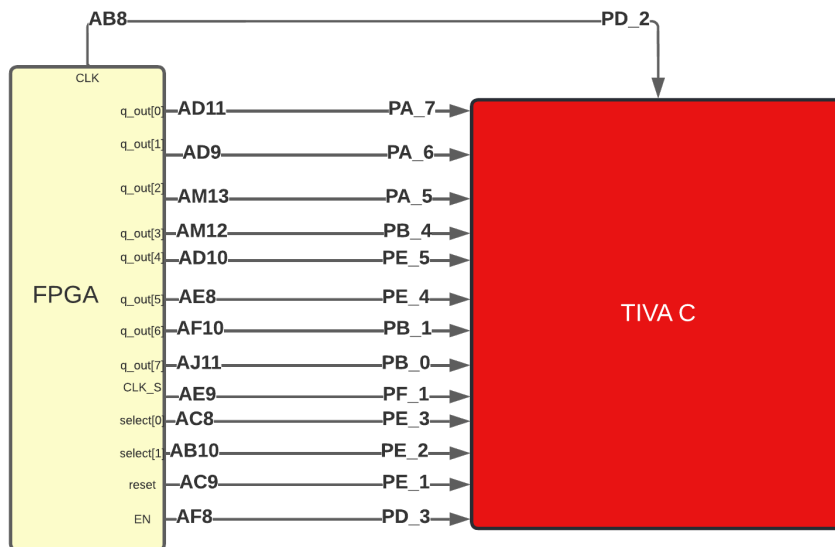 AB8 PD_2
CLK
q_out[0] AD11 PA_7
q_out[1] AD9 PA_6
q_out[2] AM13 PA_5
q_out[3] AM12 PB_4
q_out[4] AD10 PE_5
q_out[5] AE8 PE_4
FPGA
TIVA C
q_out[6] AF10 PB_1
q_out[7] AJ11 PB_0
CLK_S AE9 PF_1
select[0] AC8 PE_3
select[1] AB10 PE_2
reset AC9 PE_1
EN AF8 PD_3